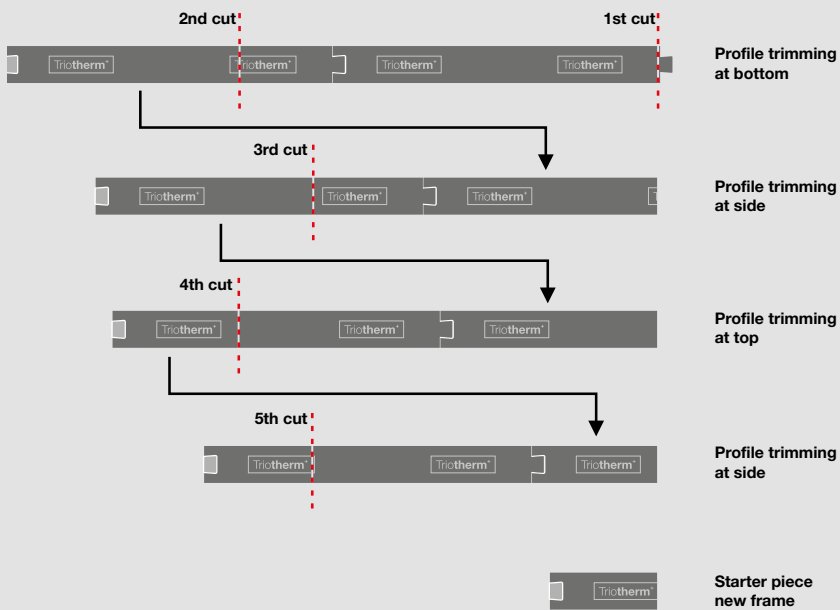 2nd cut 1st cut
Triotherm+ Triotherm+ Triotherm+ Triotherm+
Profile trimming
at bottom
3rd cut
Triotherm+ Triotherm+ Triotherm+ T
Profile trimming
at side
4th cut
Triotherm+ Triotherm+ Triotherm+
Profile trimming
at top
5th cut
Triotherm+ Triotherm+ Triotherm+
Profile trimming
at side
Triotherm
Starter piece
new frame